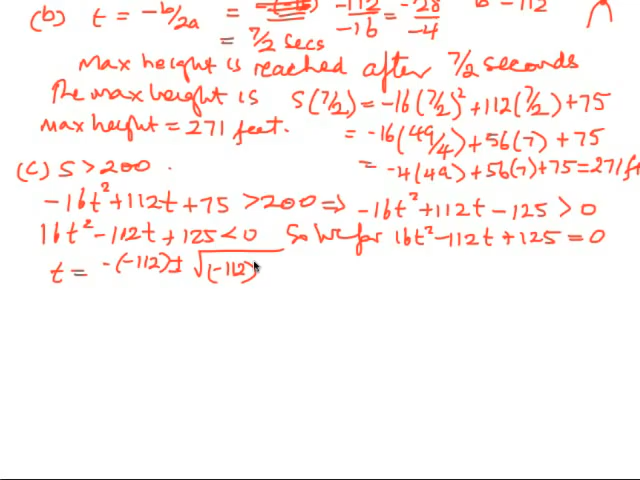 (b) t = -b/2a = -112/-16 = -28/-4
= 7/2 secs
Max height is reached after 7/2 seconds
The max height is S(7/2) = -16(7/2)² + 112(7/2) + 75
max height = 271 feet. = -16(49/4) + 56(7) + 75
(c) S > 200. = -4(49) + 56(7) + 75 = 271 ft
-16t² + 112t + 75 > 200 ⇒ -16t² + 112t - 125 > 0
16t² - 112t + 125 < 0 Solve for 16t² - 112t + 125 = 0
t = -(-112) ± √(-112)